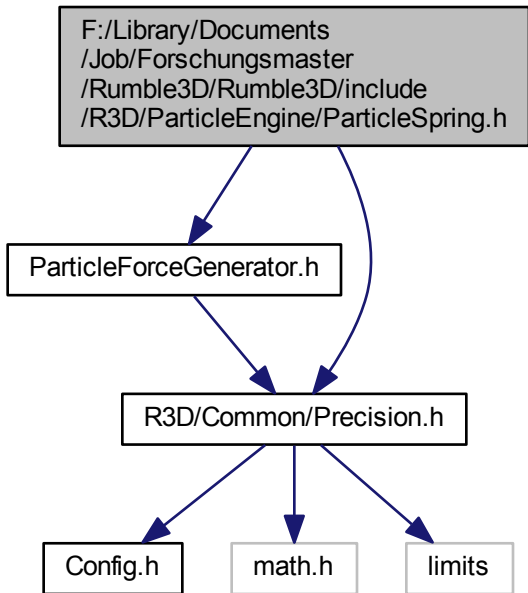 F:/Library/Documents
/Job/Forschungsmaster
/Rumble3D/Rumble3D/include
/R3D/ParticleEngine/ParticleSpring.h
ParticleForceGenerator.h
R3D/Common/Precision.h
Config.h
math.h
limits